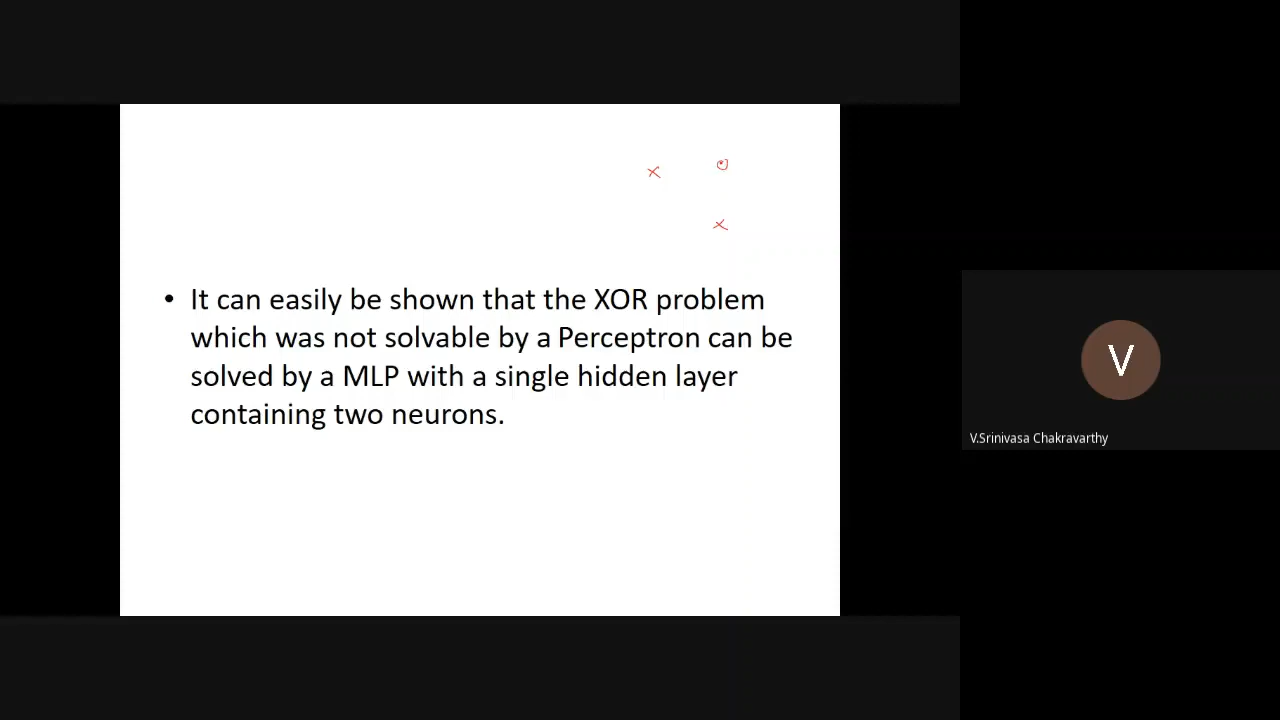 x o
x
• It can easily be shown that the XOR problem
which was not solvable by a Perceptron can be
solved by a MLP with a single hidden layer
containing two neurons.
V
V.Srinivasa Chakravarthy